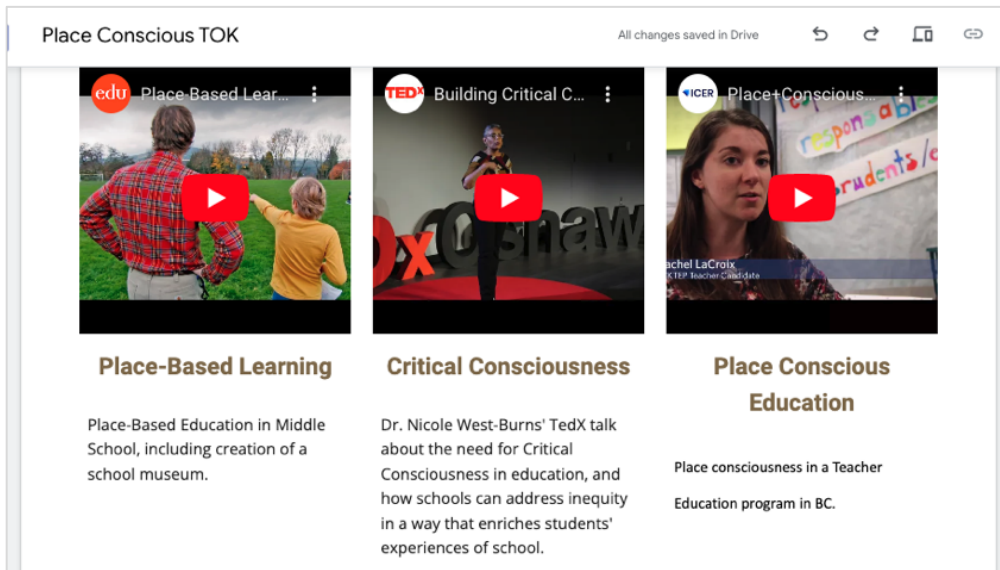 Place Conscious TOK
All changes saved in Drive
edu Place-Based Lear...
TEDx Building Critical C...
ICER Place+Conscious...
responsab
rudents/c
x Oshaw
achel LaCroix
TEP Teacher Candidate
Place-Based Learning
Critical Consciousness
Place Conscious
Education
Place-Based Education in Middle
School, including creation of a
school museum.
Dr. Nicole West-Burns' TedX talk
about the need for Critical
Consciousness in education, and
how schools can address inequity
in a way that enriches students'
experiences of school.
Place consciousness in a Teacher
Education program in BC.